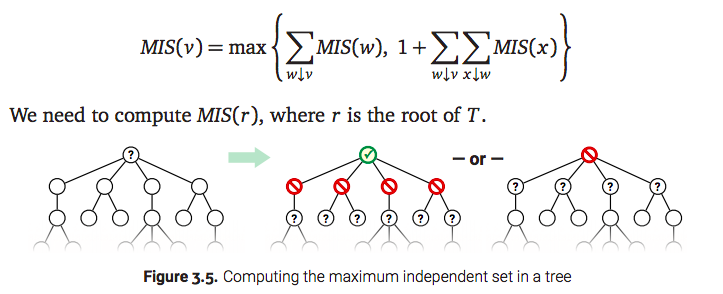 MIS(v) = max { ∑ MIS(w), 1 + ∑ ∑ MIS(x) }
w↓v w↓v x↓w
We need to compute MIS(r), where r is the root of T.
?
— or —
? ? ? ?
? ? ? ? ? ?
Figure 3.5. Computing the maximum independent set in a tree